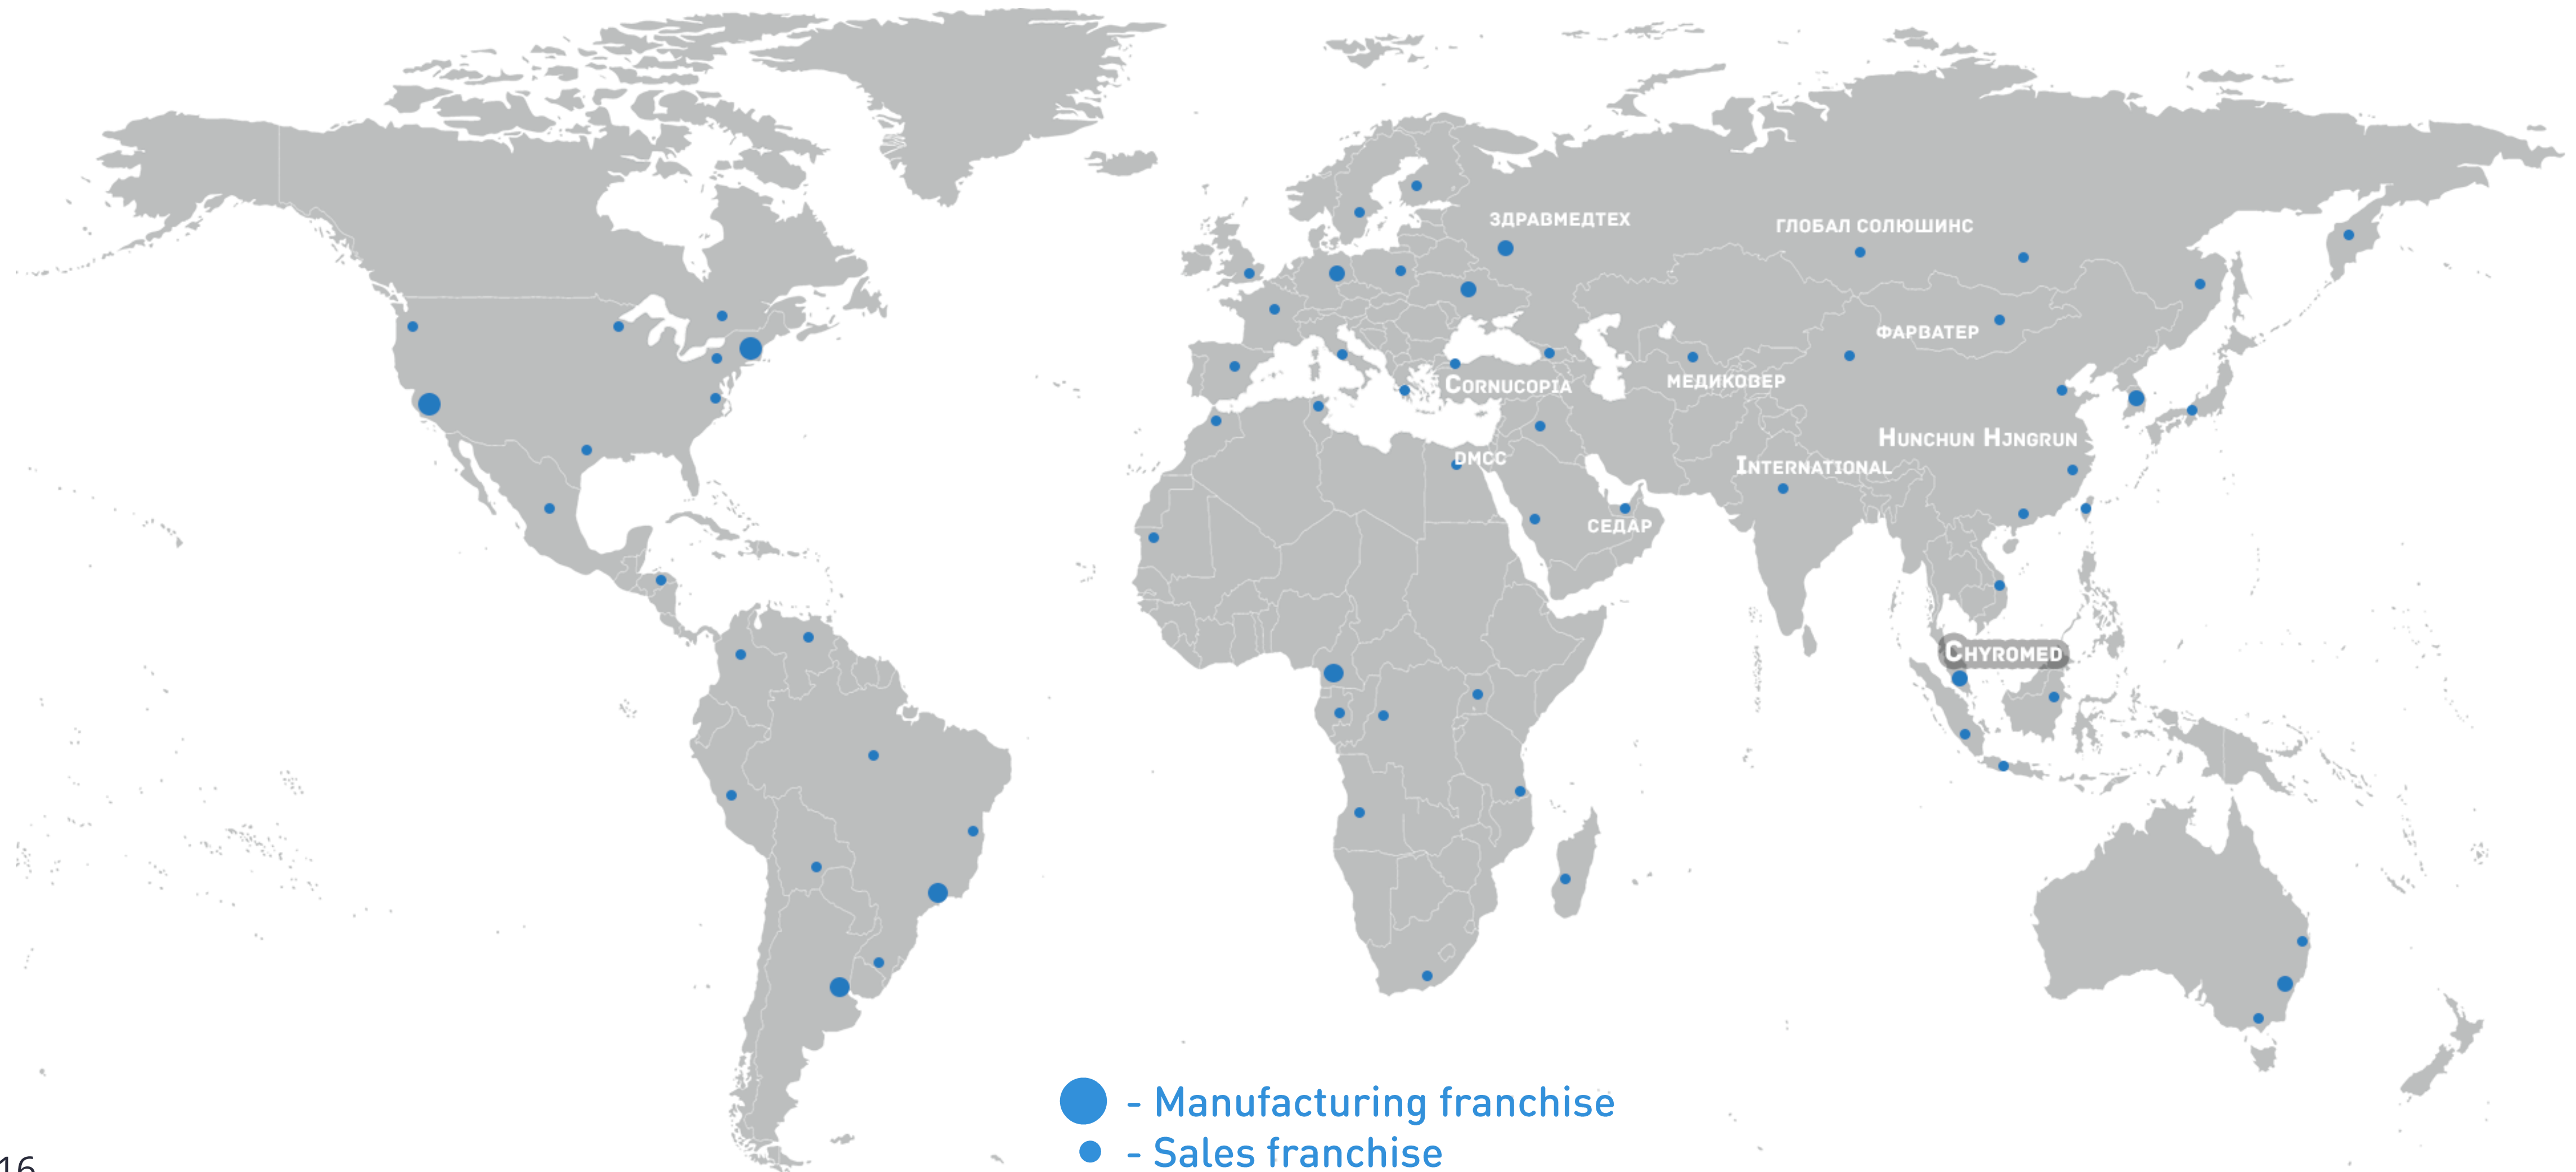 ЗДРАВМЕДТЕХ
ГЛОБАЛ СОЛЮШИНС
ФАРВАТЕР
CORNUCOPIA
МЕДИКОВЕР
HUNCHUN HJNGRUN
DMCC
INTERNATIONAL
СЕДАР
CHYROMED
- Manufacturing franchise
- Sales franchise
16